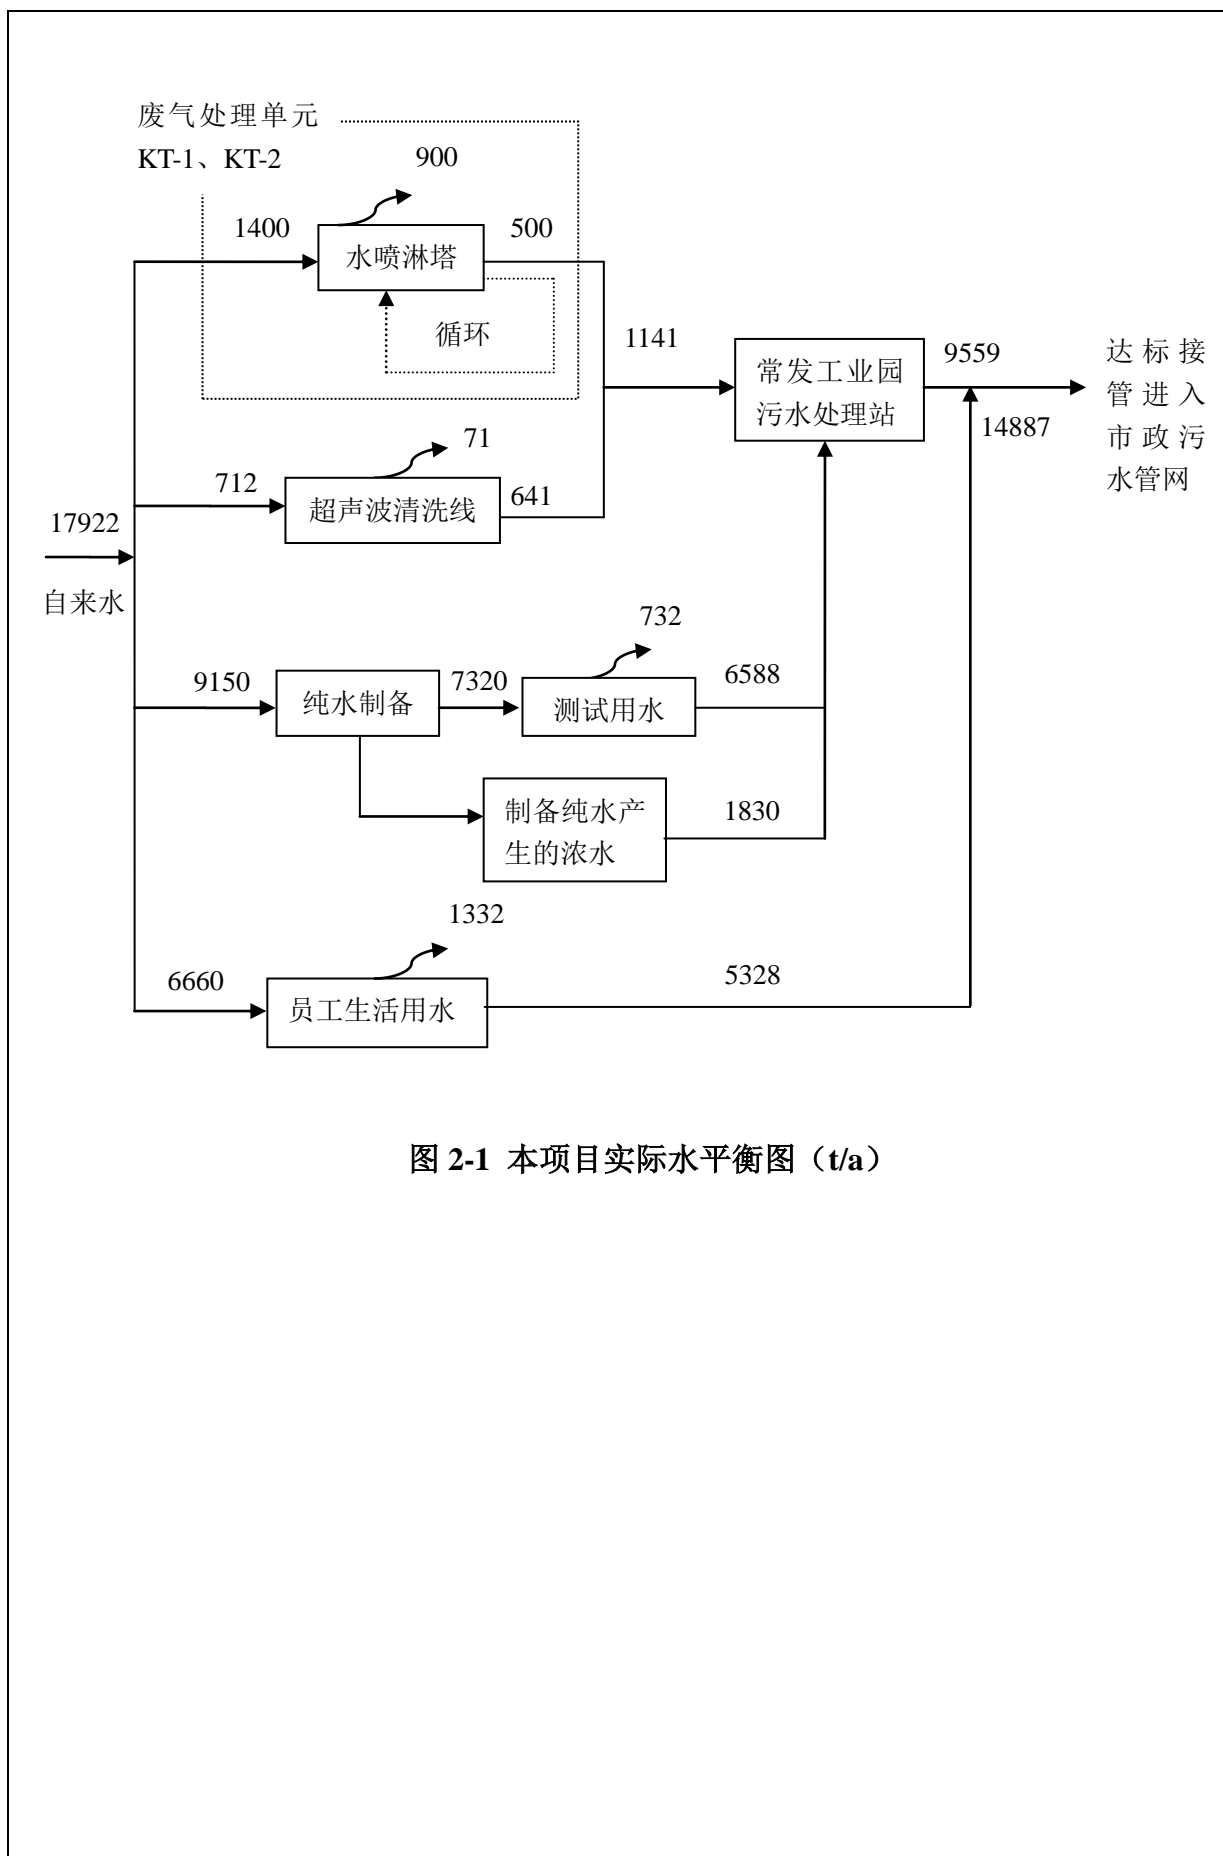 废气处理单元
KT-1、KT-2
900
1400
水喷淋塔
500
循环
1141
常发工业园
污水处理站
9559
14887
达标接
管进入
市政污
水管网
71
712
超声波清洗线
641
17922
自来水
732
9150
纯水制备
7320
测试用水
6588
制备纯水产
生的浓水
1830
1332
6660
员工生活用水
5328
图 2-1 本项目实际水平衡图（t/a）